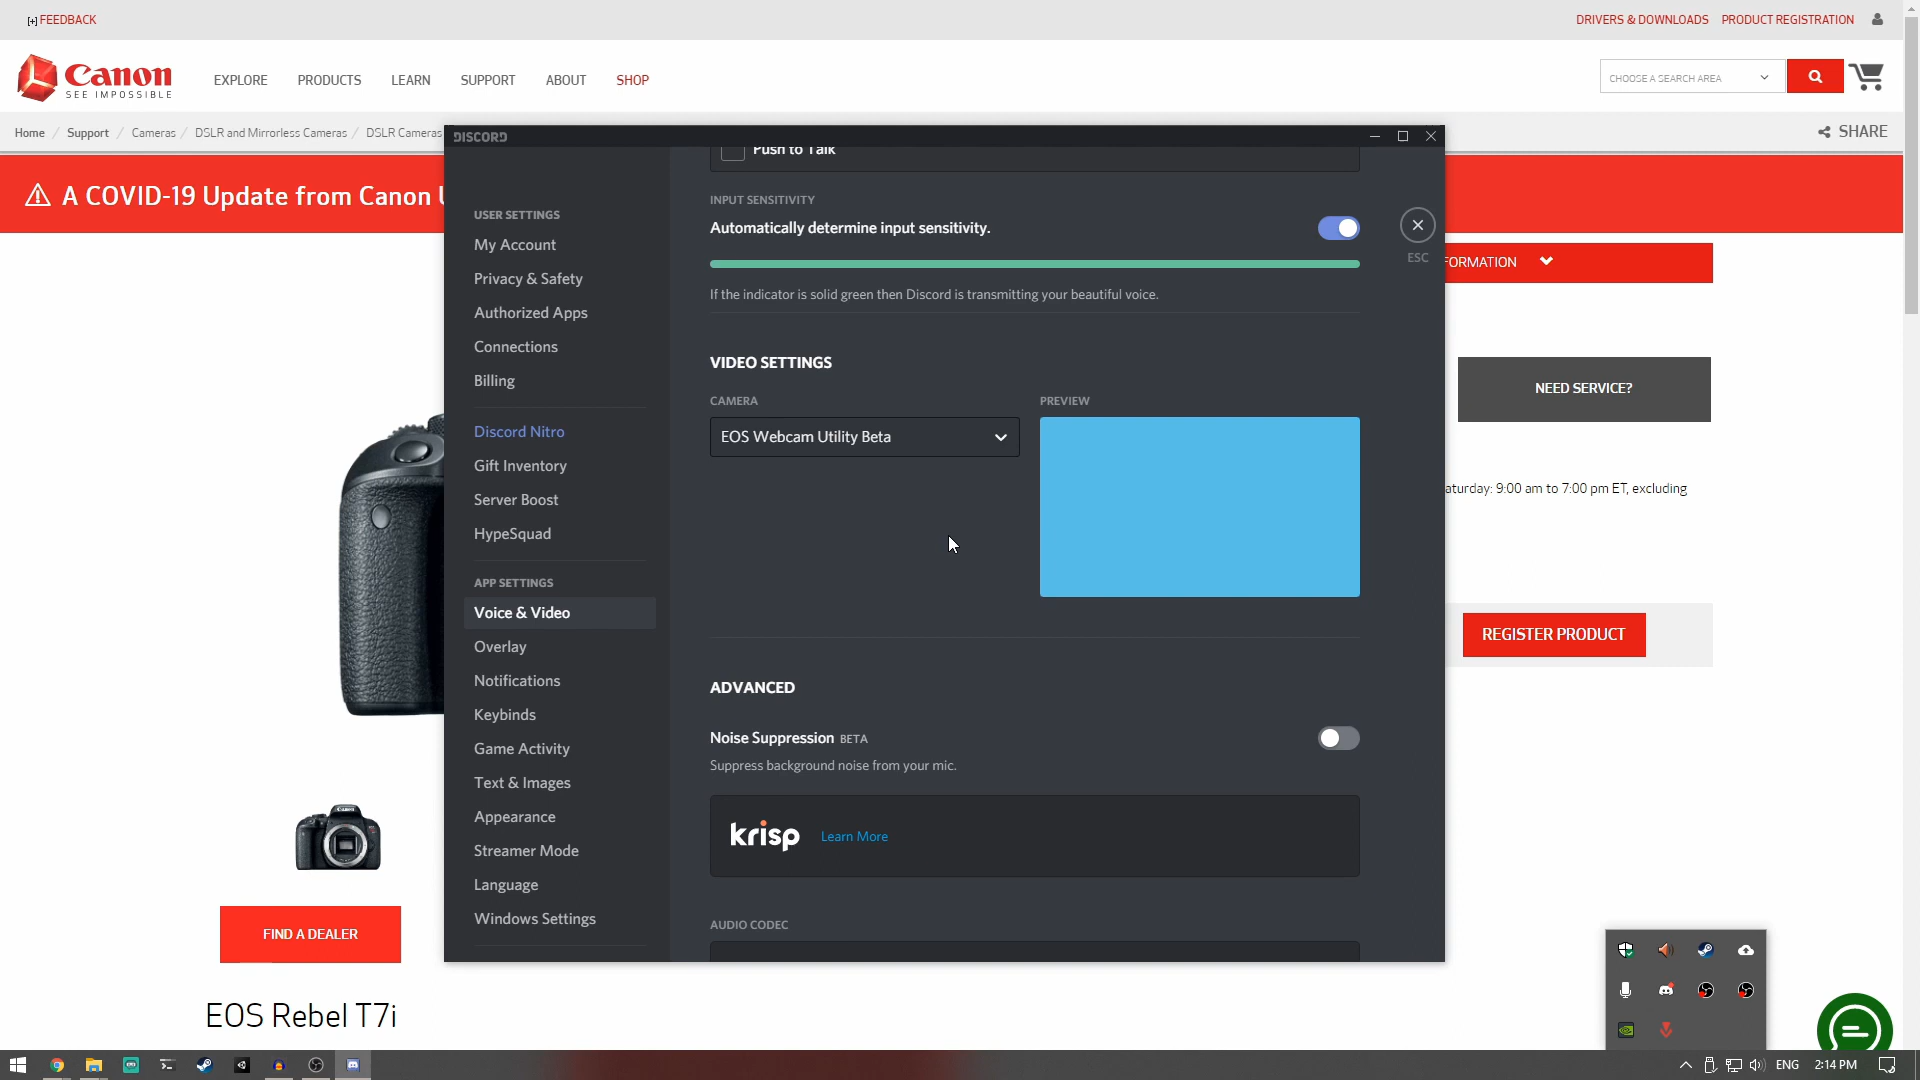 [+] FEEDBACK
DRIVERS & DOWNLOADS
PRODUCT REGISTRATION
Canon
SEE IMPOSSIBLE
EXPLORE
PRODUCTS
LEARN
SUPPORT
ABOUT
SHOP
CHOOSE A SEARCH AREA
Home / Support / Cameras / DSLR and Mirrorless Cameras / DSLR Cameras
SHARE
A COVID-19 Update from Canon
FORMATION
NEED SERVICE?
aturday: 9:00 am to 7:00 pm ET, excluding
REGISTER PRODUCT
FIND A DEALER
EOS Rebel T7i
DISCORD
USER SETTINGS
My Account
Privacy & Safety
Authorized Apps
Connections
Billing
Discord Nitro
Gift Inventory
Server Boost
HypeSquad
APP SETTINGS
Voice & Video
Overlay
Notifications
Keybinds
Game Activity
Text & Images
Appearance
Streamer Mode
Language
Windows Settings
Push to Talk
INPUT SENSITIVITY
Automatically determine input sensitivity.
ESC
If the indicator is solid green then Discord is transmitting your beautiful voice.
VIDEO SETTINGS
CAMERA
EOS Webcam Utility Beta
PREVIEW
ADVANCED
Noise Suppression BETA
Suppress background noise from your mic.
krisp
Learn More
AUDIO CODEC
ENG
2:14 PM